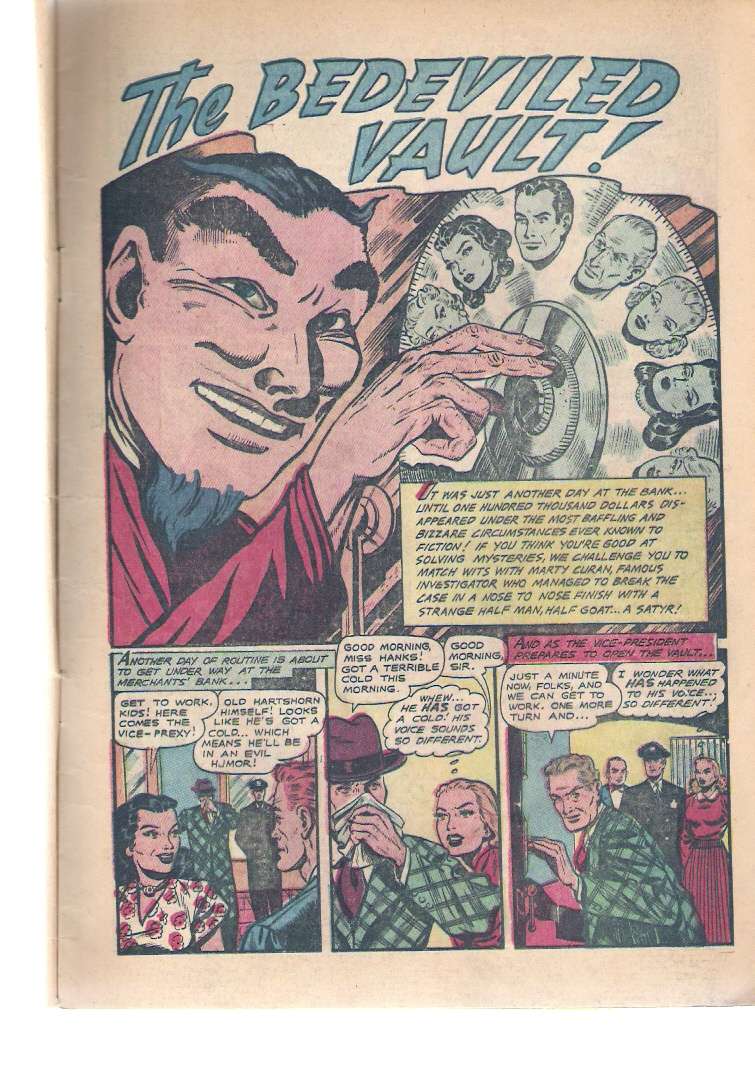 The BEDEVILED
VAULT!
IT WAS JUST ANOTHER DAY AT THE BANK...
UNTIL ONE HUNDRED THOUSAND DOLLARS DIS-
APPEARED UNDER THE MOST BAFFLING AND
BIZZARE CIRCUMSTANCES EVER KNOWN TO
FICTION! IF YOU THINK YOU'RE GOOD AT
SOLVING MYSTERIES, WE CHALLENGE YOU TO
MATCH WITS WITH MARTY CURAN, FAMOUS
INVESTIGATOR WHO MANAGED TO BREAK THE
CASE IN A NOSE TO NOSE FINISH WITH A
STRANGE HALF MAN, HALF GOAT... A SATYR!
ANOTHER DAY OF ROUTINE IS ABOUT
TO GET UNDER WAY AT THE
MERCHANTS' BANK...
GET TO WORK,
KIDS! HERE
COMES THE
VICE-PREXY!
OLD HARTSHORN
HIMSELF! LOOKS
LIKE HE'S GOT A
COLD... WHICH
MEANS HE'LL BE
IN AN EVIL
HUMOR!
GOOD MORNING,
MISS HANKS! I
GOT A TERRIBLE
COLD THIS
MORNING.
GOOD
MORNING,
SIR.
WHEW...
HE HAS GOT
A COLD! HIS
VOICE SOUNDS
SO DIFFERENT.
AND AS THE VICE-PRESIDENT
PREPARES TO OPEN THE VAULT...
JUST A MINUTE
NOW, FOLKS, AND
WE CAN GET TO
WORK. ONE MORE
TURN AND...
I WONDER WHAT
HAS HAPPENED
TO HIS VOICE...
SO DIFFERENT!